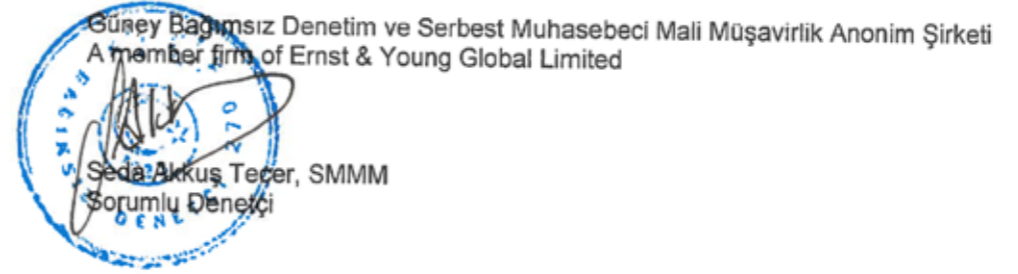 Güney Bağımsız Denetim ve Serbest Muhasebeci Mali Müşavirlik Anonim Şirketi
A member firm of Ernst & Young Global Limited
Seda Akkuş Tecer, SMMM
Sorumlu Denetçi